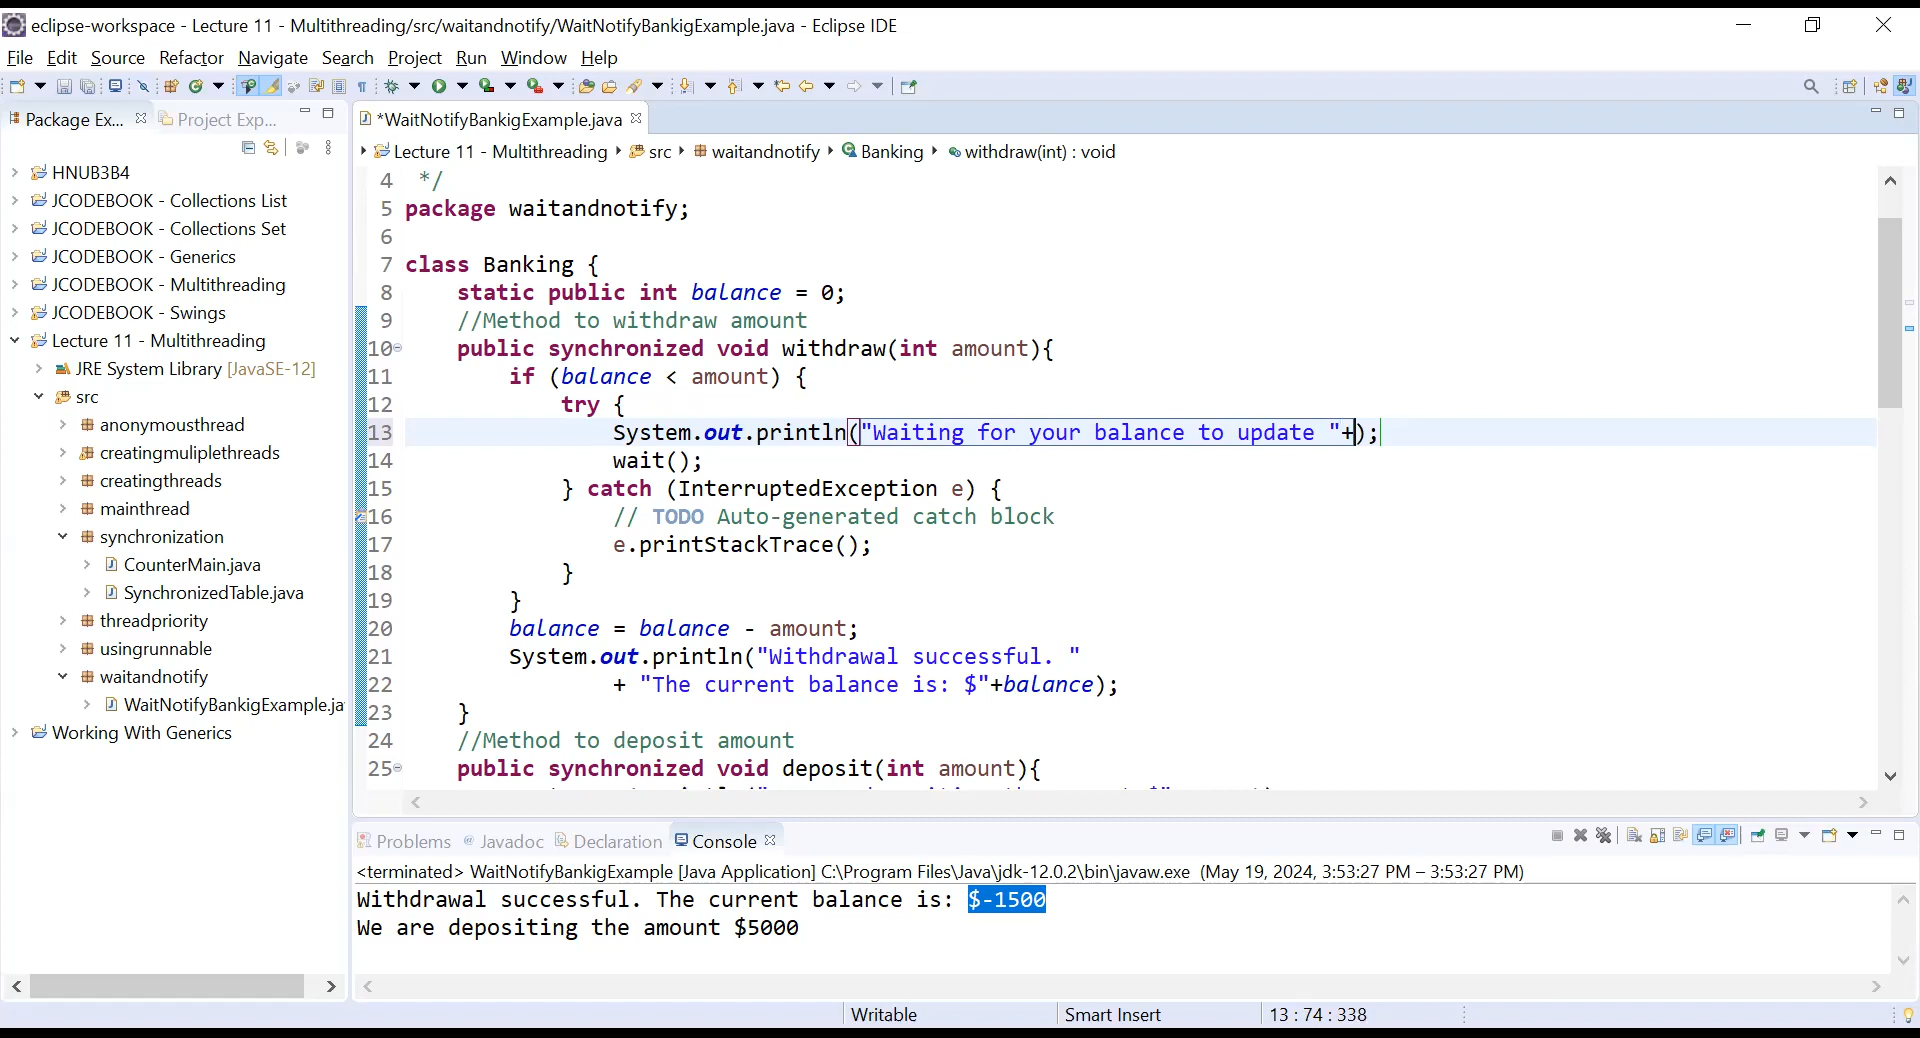 eclipse-workspace - Lecture 11 - Multithreading/src/waitandnotify/WaitNotifyBankigExample.java - Eclipse IDE
File Edit Source Refactor Navigate Search Project Run Window Help
Package Ex... Project Exp...
*WaitNotifyBankigExample.java
Lecture 11 - Multithreading src waitandnotify Banking withdraw(int) : void
HNUB3B4
JCODEBOOK - Collections List
JCODEBOOK - Collections Set
JCODEBOOK - Generics
JCODEBOOK - Multithreading
JCODEBOOK - Swings
Lecture 11 - Multithreading
JRE System Library [JavaSE-12]
src
anonymousthread
creatingmuliplethreads
creatingthreads
mainthread
synchronization
CounterMain.java
SynchronizedTable.java
threadpriority
usingrunnable
waitandnotify
WaitNotifyBankigExample.ja
Working With Generics
4 */
5 package waitandnotify;
6
7 class Banking {
8 static public int balance = 0;
9 //Method to withdraw amount
10 public synchronized void withdraw(int amount){
11 if (balance < amount) {
12 try {
13 System.out.println("Waiting for your balance to update "+);
14 wait();
15 } catch (InterruptedException e) {
16 // TODO Auto-generated catch block
17 e.printStackTrace();
18 }
19 }
20 balance = balance - amount;
21 System.out.println("Withdrawal successful. "
22 + "The current balance is: $"+balance);
23 }
24 //Method to deposit amount
25 public synchronized void deposit(int amount){
Problems Javadoc Declaration Console
<terminated> WaitNotifyBankigExample [Java Application] C:\Program Files\Java\jdk-12.0.2\bin\javaw.exe (May 19, 2024, 3:53:27 PM – 3:53:27 PM)
Withdrawal successful. The current balance is: $-1500
We are depositing the amount $5000
Writable Smart Insert 13 : 74 : 338